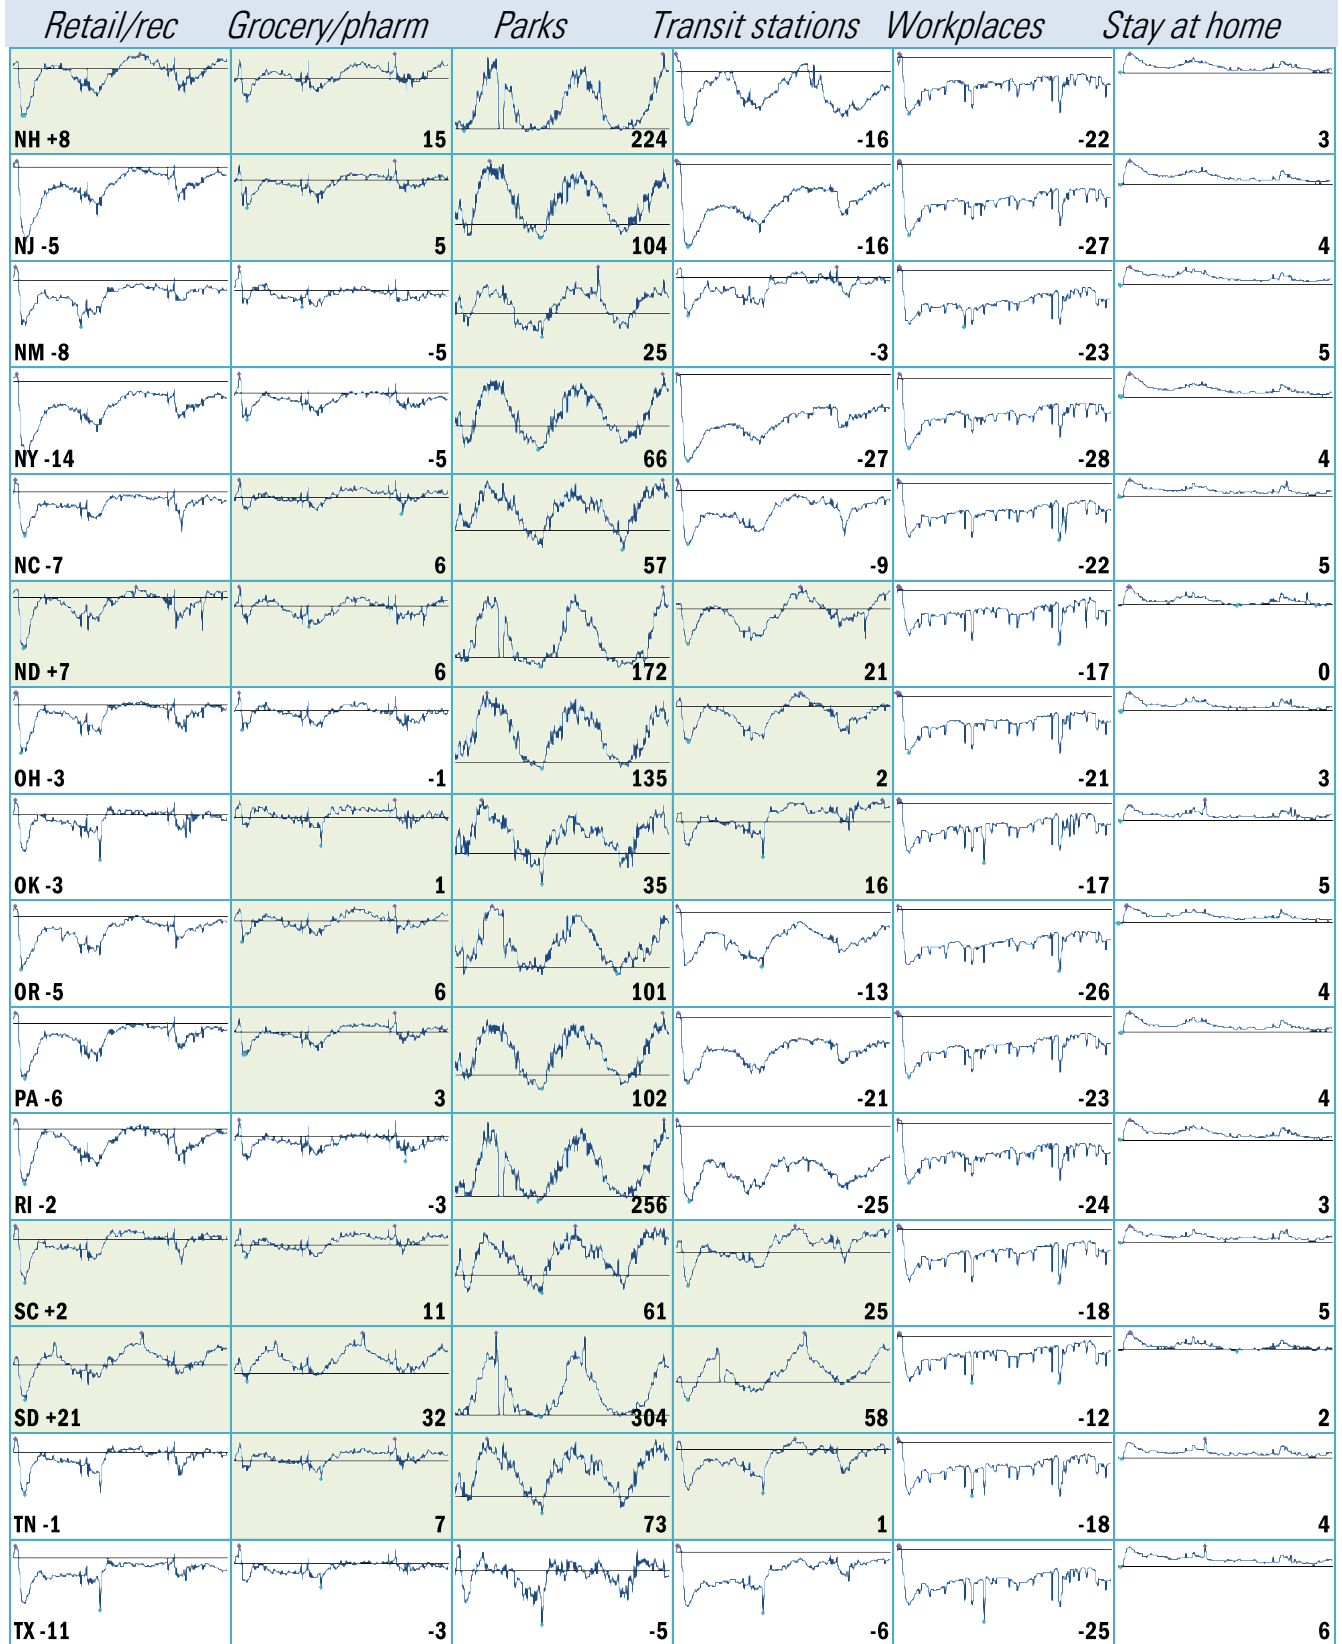 Retail/rec Grocery/pharm Parks Transit stations Workplaces Stay at home
NH +8 15 224 -16 -22 3
NJ -5 5 104 -16 -27 4
NM -8 -5 25 -3 -23 5
NY -14 -5 66 -27 -28 4
NC -7 6 57 -9 -22 5
ND +7 6 172 21 -17 0
OH -3 -1 135 2 -21 3
OK -3 1 35 16 -17 5
OR -5 6 101 -13 -26 4
PA -6 3 102 -21 -23 4
RI -2 -3 256 -25 -24 3
SC +2 11 61 25 -18 5
SD +21 32 304 58 -12 2
TN -1 7 73 1 -18 4
TX -11 -3 -5 -6 -25 6